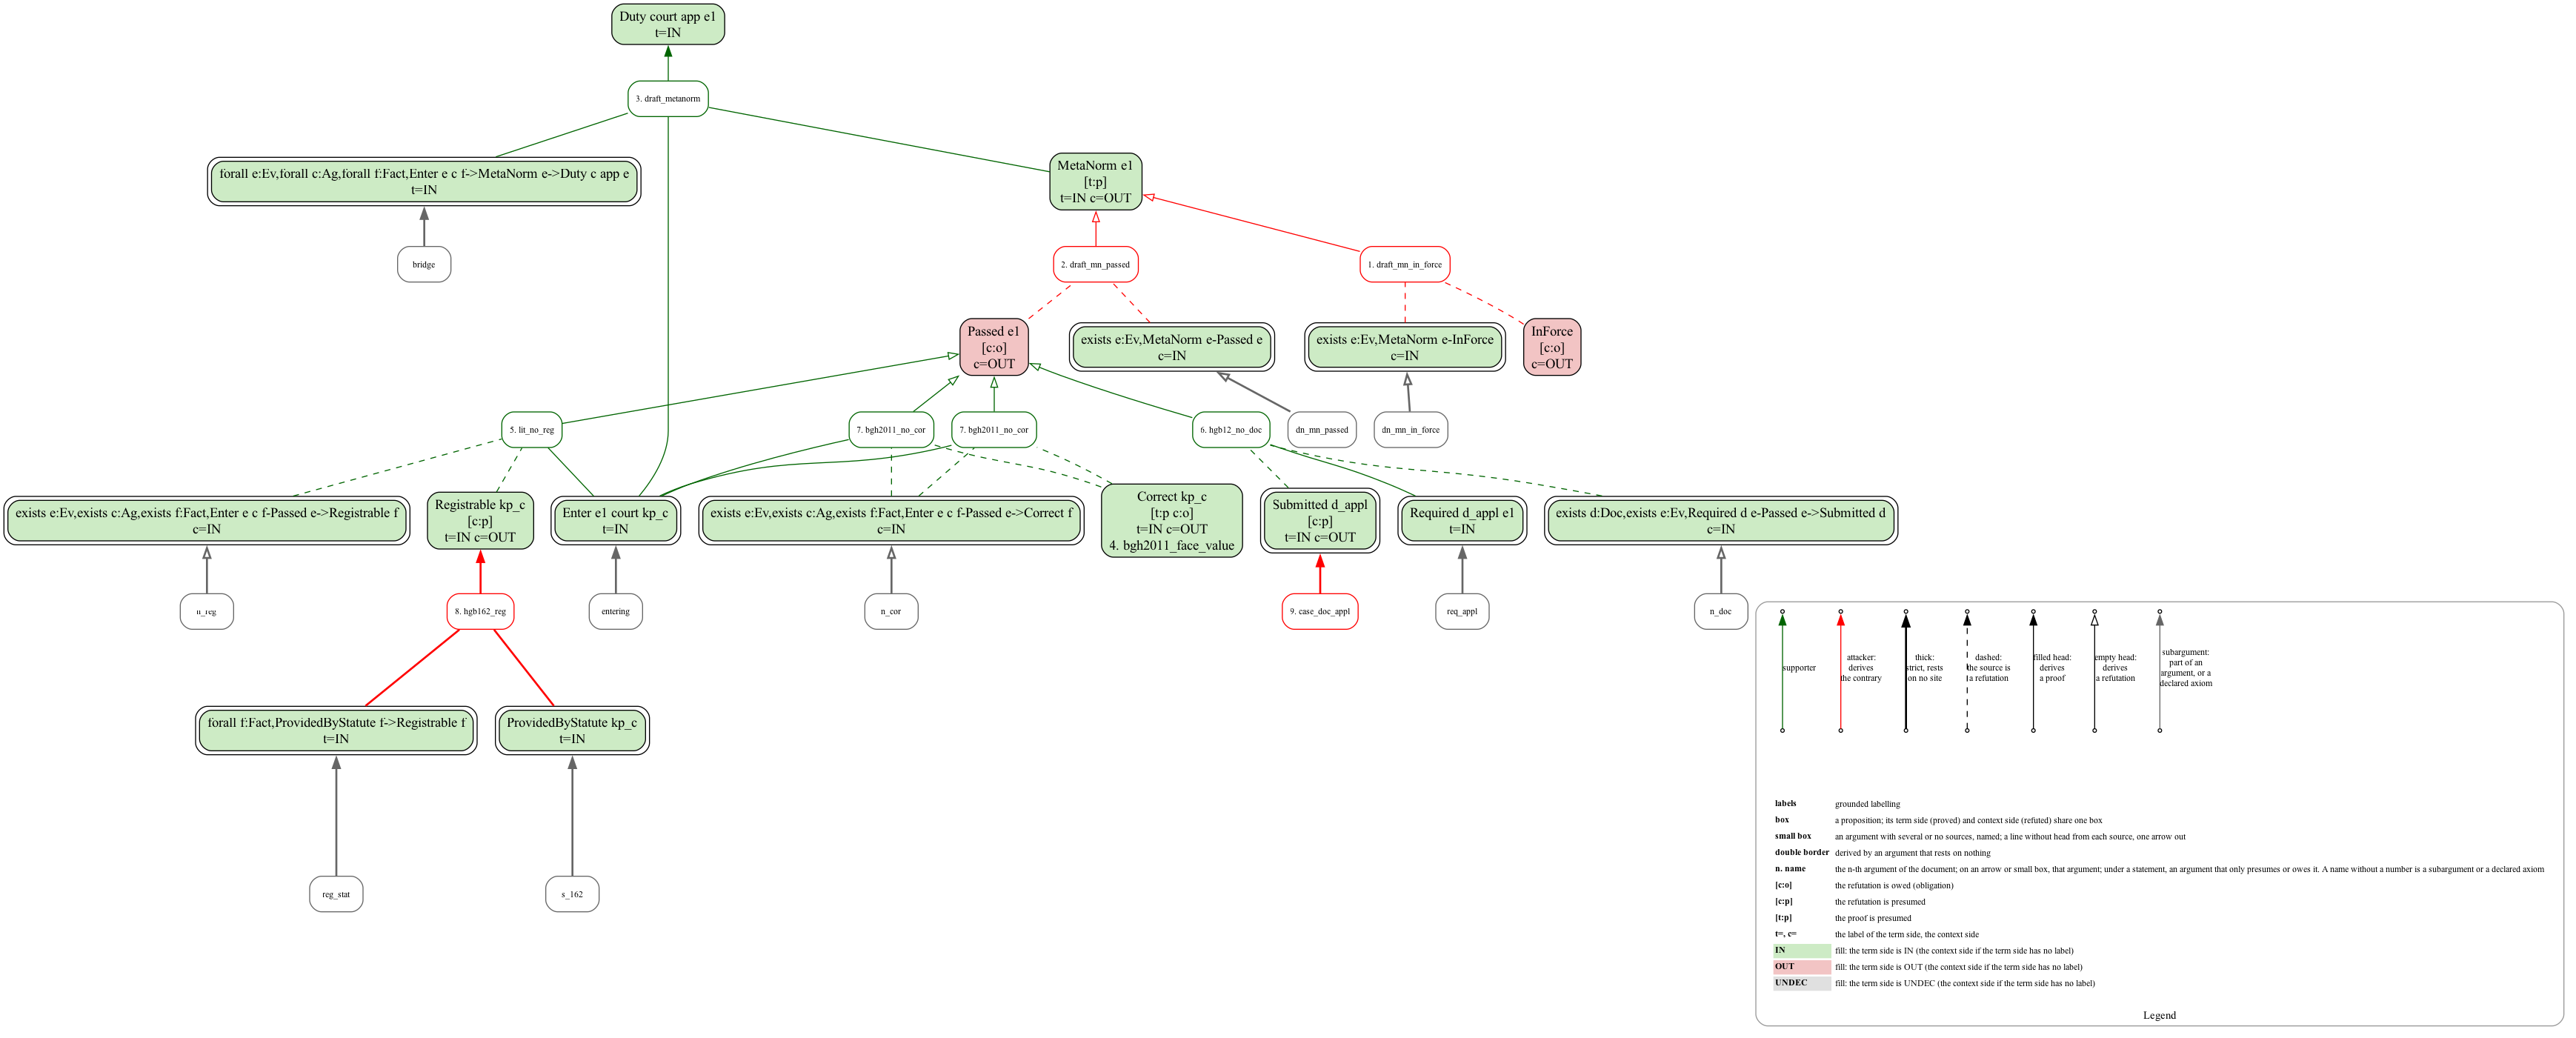 Duty court app e1
t=IN
3. draft_metanorm
forall e:Ev,forall c:Ag,forall f:Fact,Enter e c f->MetaNorm e->Duty c app e
t=IN
MetaNorm e1
[t:p]
t=IN c=OUT
bridge
2. draft_mn_passed
1. draft_mn_in_force
Passed e1
[c:o]
c=OUT
exists e:Ev,MetaNorm e-Passed e
c=IN
exists e:Ev,MetaNorm e-InForce
c=IN
InForce
[c:o]
c=OUT
5. lit_no_reg
7. bgh2011_no_cor
7. bgh2011_no_cor
6. hgb12_no_doc
dn_mn_passed
dn_mn_in_force
exists e:Ev,exists c:Ag,exists f:Fact,Enter e c f-Passed e->Registrable f
c=IN
Registrable kp_c
[c:p]
t=IN c=OUT
Enter e1 court kp_c
t=IN
exists e:Ev,exists c:Ag,exists f:Fact,Enter e c f-Passed e->Correct f
c=IN
Correct kp_c
[t:p c:o]
t=IN c=OUT
4. bgh2011_face_value
Submitted d_appl
[c:p]
t=IN c=OUT
Required d_appl e1
t=IN
exists d:Doc,exists e:Ev,Required d e-Passed e->Submitted d
c=IN
n_reg
8. hgb162_reg
entering
n_cor
9. case_doc_appl
req_appl
n_doc
forall f:Fact,ProvidedByStatute f->Registrable f
t=IN
ProvidedByStatute kp_c
t=IN
reg_stat
s_162
supporter
attacker:
derives
the contrary
thick:
strict, rests
on no site
dashed:
the source is
a refutation
filled head:
derives
a proof
empty head:
derives
a refutation
subargument:
part of an
argument, or a
declared axiom
labels grounded labelling
box a proposition; its term side (proved) and context side (refuted) share one box
small box an argument with several or no sources, named; a line without head from each source, one arrow out
double border derived by an argument that rests on nothing
n. name the n-th argument of the document; on an arrow or small box, that argument; under a statement, an argument that only presumes or owes it. A name without a number is a subargument or a declared axiom
[c:o] the refutation is owed (obligation)
[c:p] the refutation is presumed
[t:p] the proof is presumed
t=, c= the label of the term side, the context side
IN fill: the term side is IN (the context side if the term side has no label)
OUT fill: the term side is OUT (the context side if the term side has no label)
UNDEC fill: the term side is UNDEC (the context side if the term side has no label)
Legend